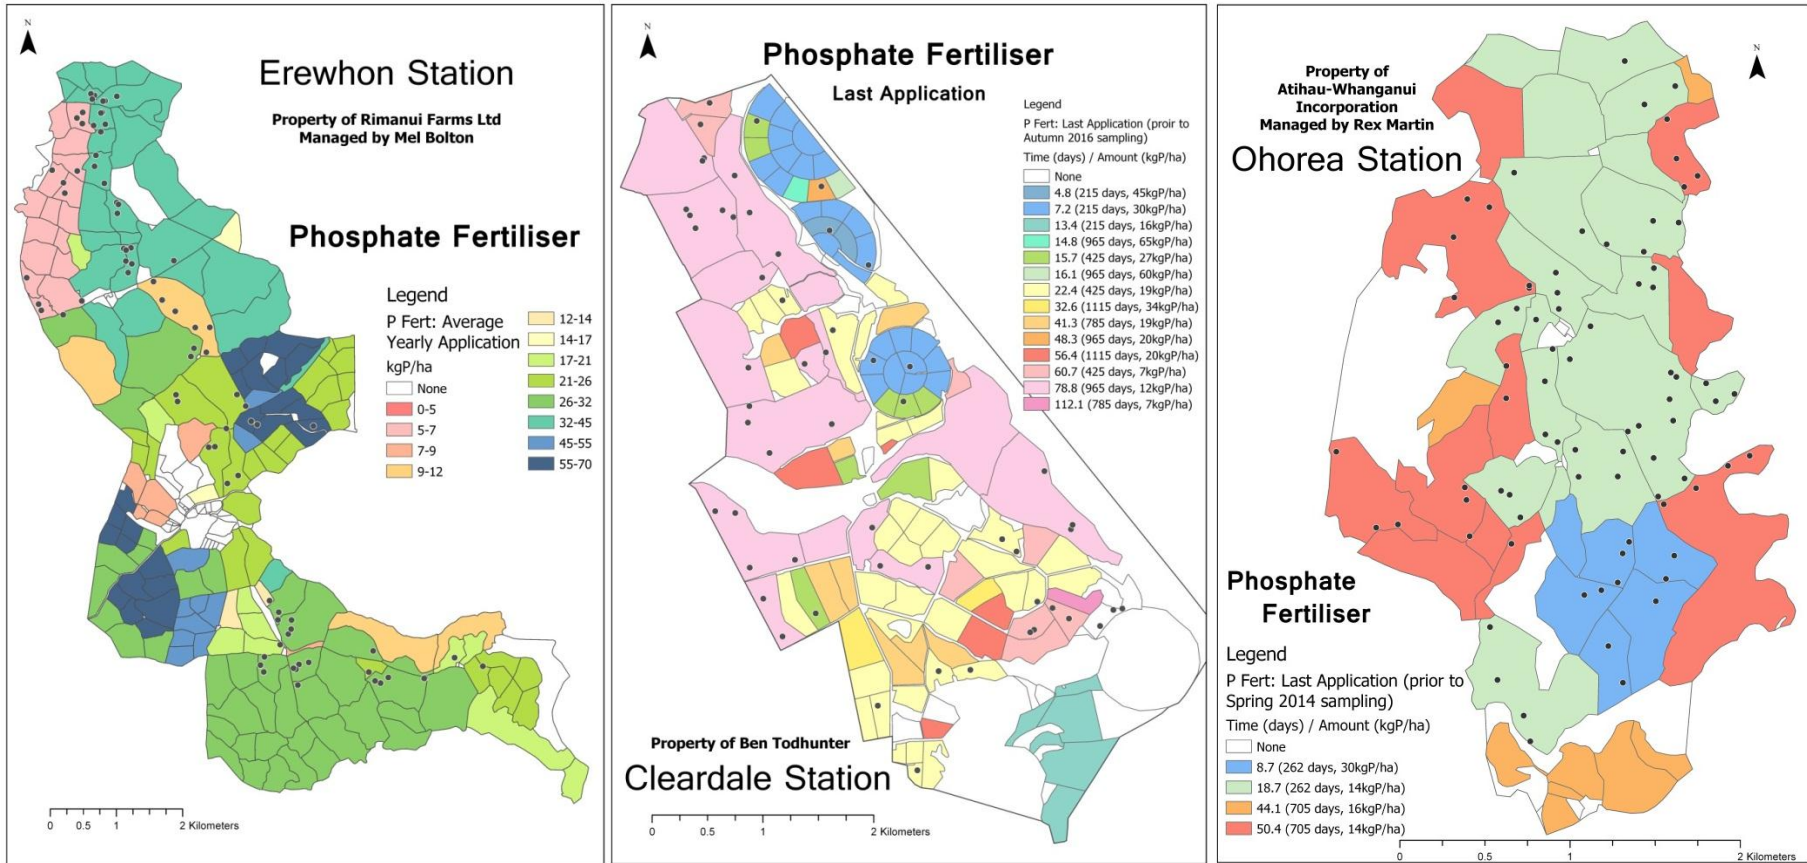 N
Erewhon Station
Property of Rimanui Farms Ltd
Managed by Mel Bolton
Phosphate Fertiliser
Legend
P Fert: Average
Yearly Application
kgP/ha
None
0-5
5-7
7-9
9-12
12-14
14-17
17-21
21-26
26-32
32-45
45-55
55-70
0 0.5 1 2 Kilometers
N
Phosphate Fertiliser
Last Application
Legend
P Fert: Last Application (proir to
Autumn 2016 sampling)
Time (days) / Amount (kgP/ha)
None
4.8 (215 days, 45kgP/ha)
7.2 (215 days, 30kgP/ha)
13.4 (215 days, 16kgP/ha)
14.8 (965 days, 65kgP/ha)
15.7 (425 days, 27kgP/ha)
16.1 (965 days, 60kgP/ha)
22.4 (425 days, 19kgP/ha)
32.6 (1115 days, 34kgP/ha)
41.3 (785 days, 19kgP/ha)
48.3 (965 days, 20kgP/ha)
56.4 (1115 days, 20kgP/ha)
60.7 (425 days, 7kgP/ha)
78.8 (965 days, 12kgP/ha)
112.1 (785 days, 7kgP/ha)
Property of Ben Todhunter
Cleardale Station
0 0.5 1 2 Kilometers
N
Property of
Atihau-Whanganui
Incorporation
Managed by Rex Martin
Ohorea Station
Phosphate
Fertiliser
Legend
P Fert: Last Application (prior to
Spring 2014 sampling)
Time (days) / Amount (kgP/ha)
None
8.7 (262 days, 30kgP/ha)
18.7 (262 days, 14kgP/ha)
44.1 (705 days, 16kgP/ha)
50.4 (705 days, 14kgP/ha)
0 0.5 1 2 Kilometers